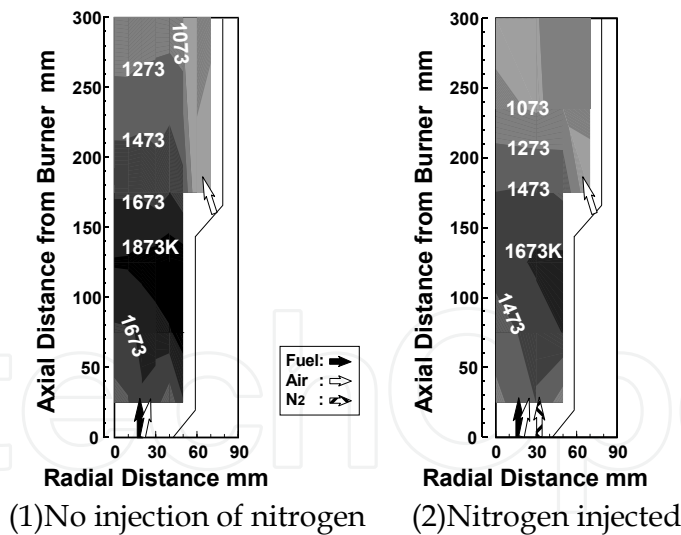 300
250
200
150
100
50
0
Axial Distance from Burner mm
1073
1273
1473
1673
1873K
1673
0 30 60 90
Radial Distance mm
Fuel:
Air :
N2 :
300
250
200
150
100
50
0
Axial Distance from Burner mm
1073
1273
1473
1673K
1473
0 30 60 90
Radial Distance mm
(1)No injection of nitrogen
(2)Nitrogen injected